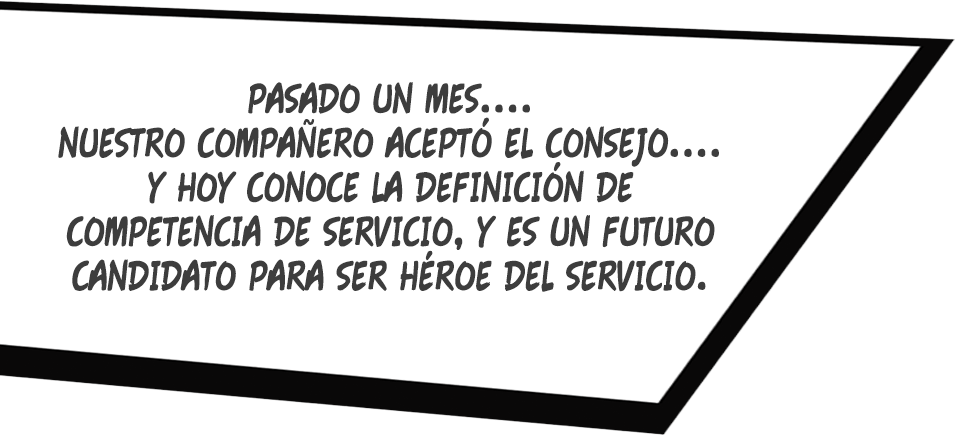 PASADO UN MES....
NUESTRO COMPAÑERO ACEPTÓ EL CONSEJO....
Y HOY CONOCE LA DEFINICIÓN DE
COMPETENCIA DE SERVICIO, Y ES UN FUTURO
CANDIDATO PARA SER HÉROE DEL SERVICIO.